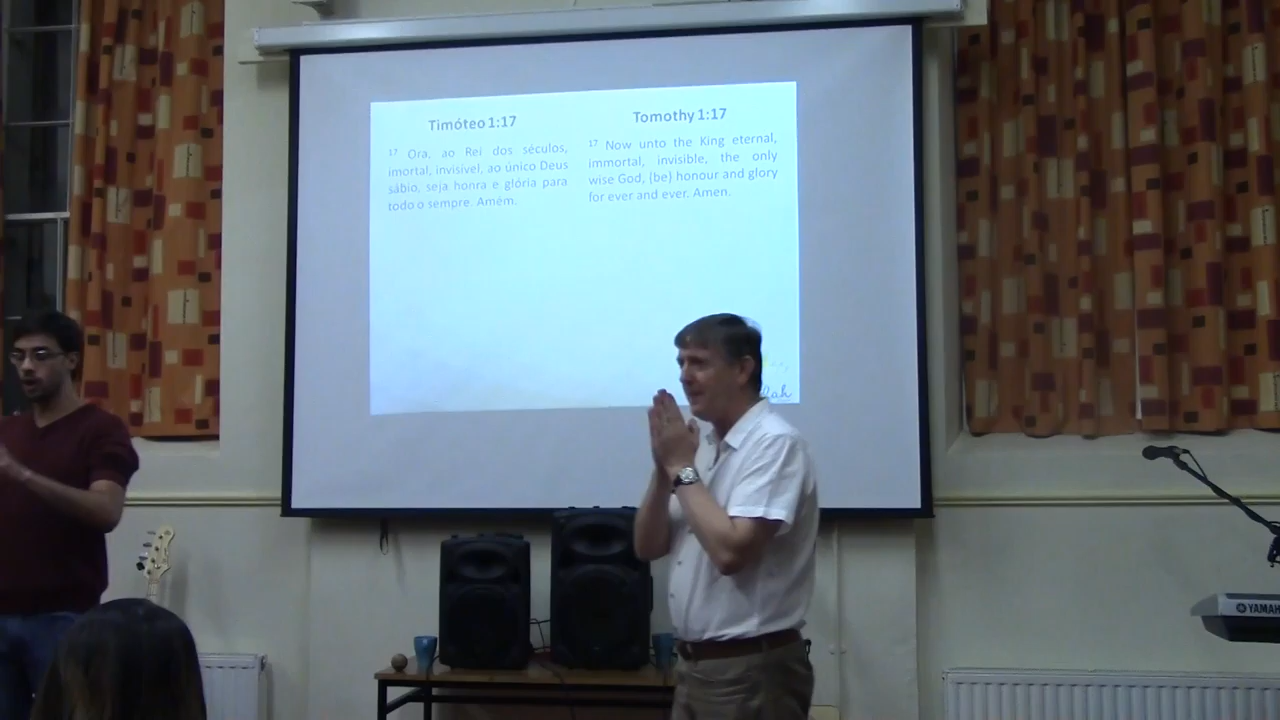 Timóteo 1:17
17 Ora, ao Rei dos séculos,
imortal, invisível, ao único Deus
sábio, seja honra e glória para
todo o sempre. Amém.
Tomothy 1:17
17 Now unto the King eternal,
immortal, invisible, the only
wise God, (be) honour and glory
for ever and ever. Amen.
YAMAH